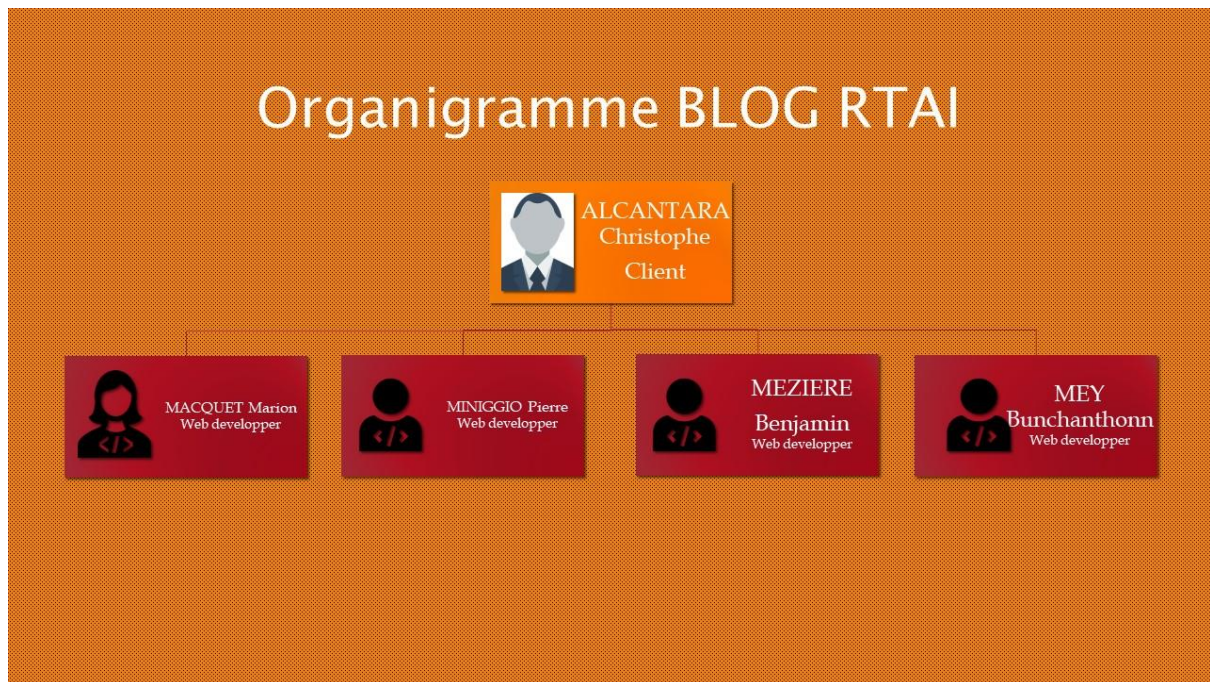 Organigramme BLOG RTAI
ALCANTARA
Christophe
Client
MACQUET Marion
Web developper
</>
MINIGGIO Pierre
Web developper
</>
MEZIERE
Benjamin
Web developper
</>
MEY
Bunchanthonn
Web developper
</>